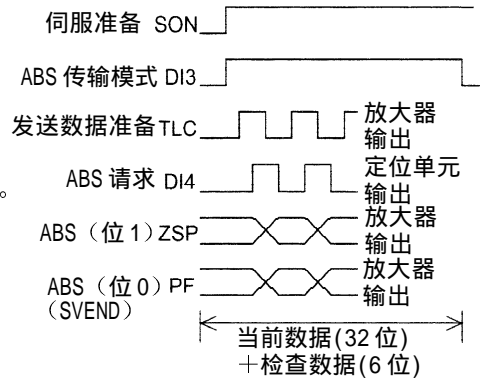 伺服准备 SON
ABS 传输模式 DI3
发送数据准备TLC
放大器
输出
ABS 请求 DI4
定位单元
输出
。
ABS（位 1）ZSP
放大器
输出
ABS（位 0）PF
（SVEND）
放大器
输出
当前数据(32 位)
＋检查数据(6 位)